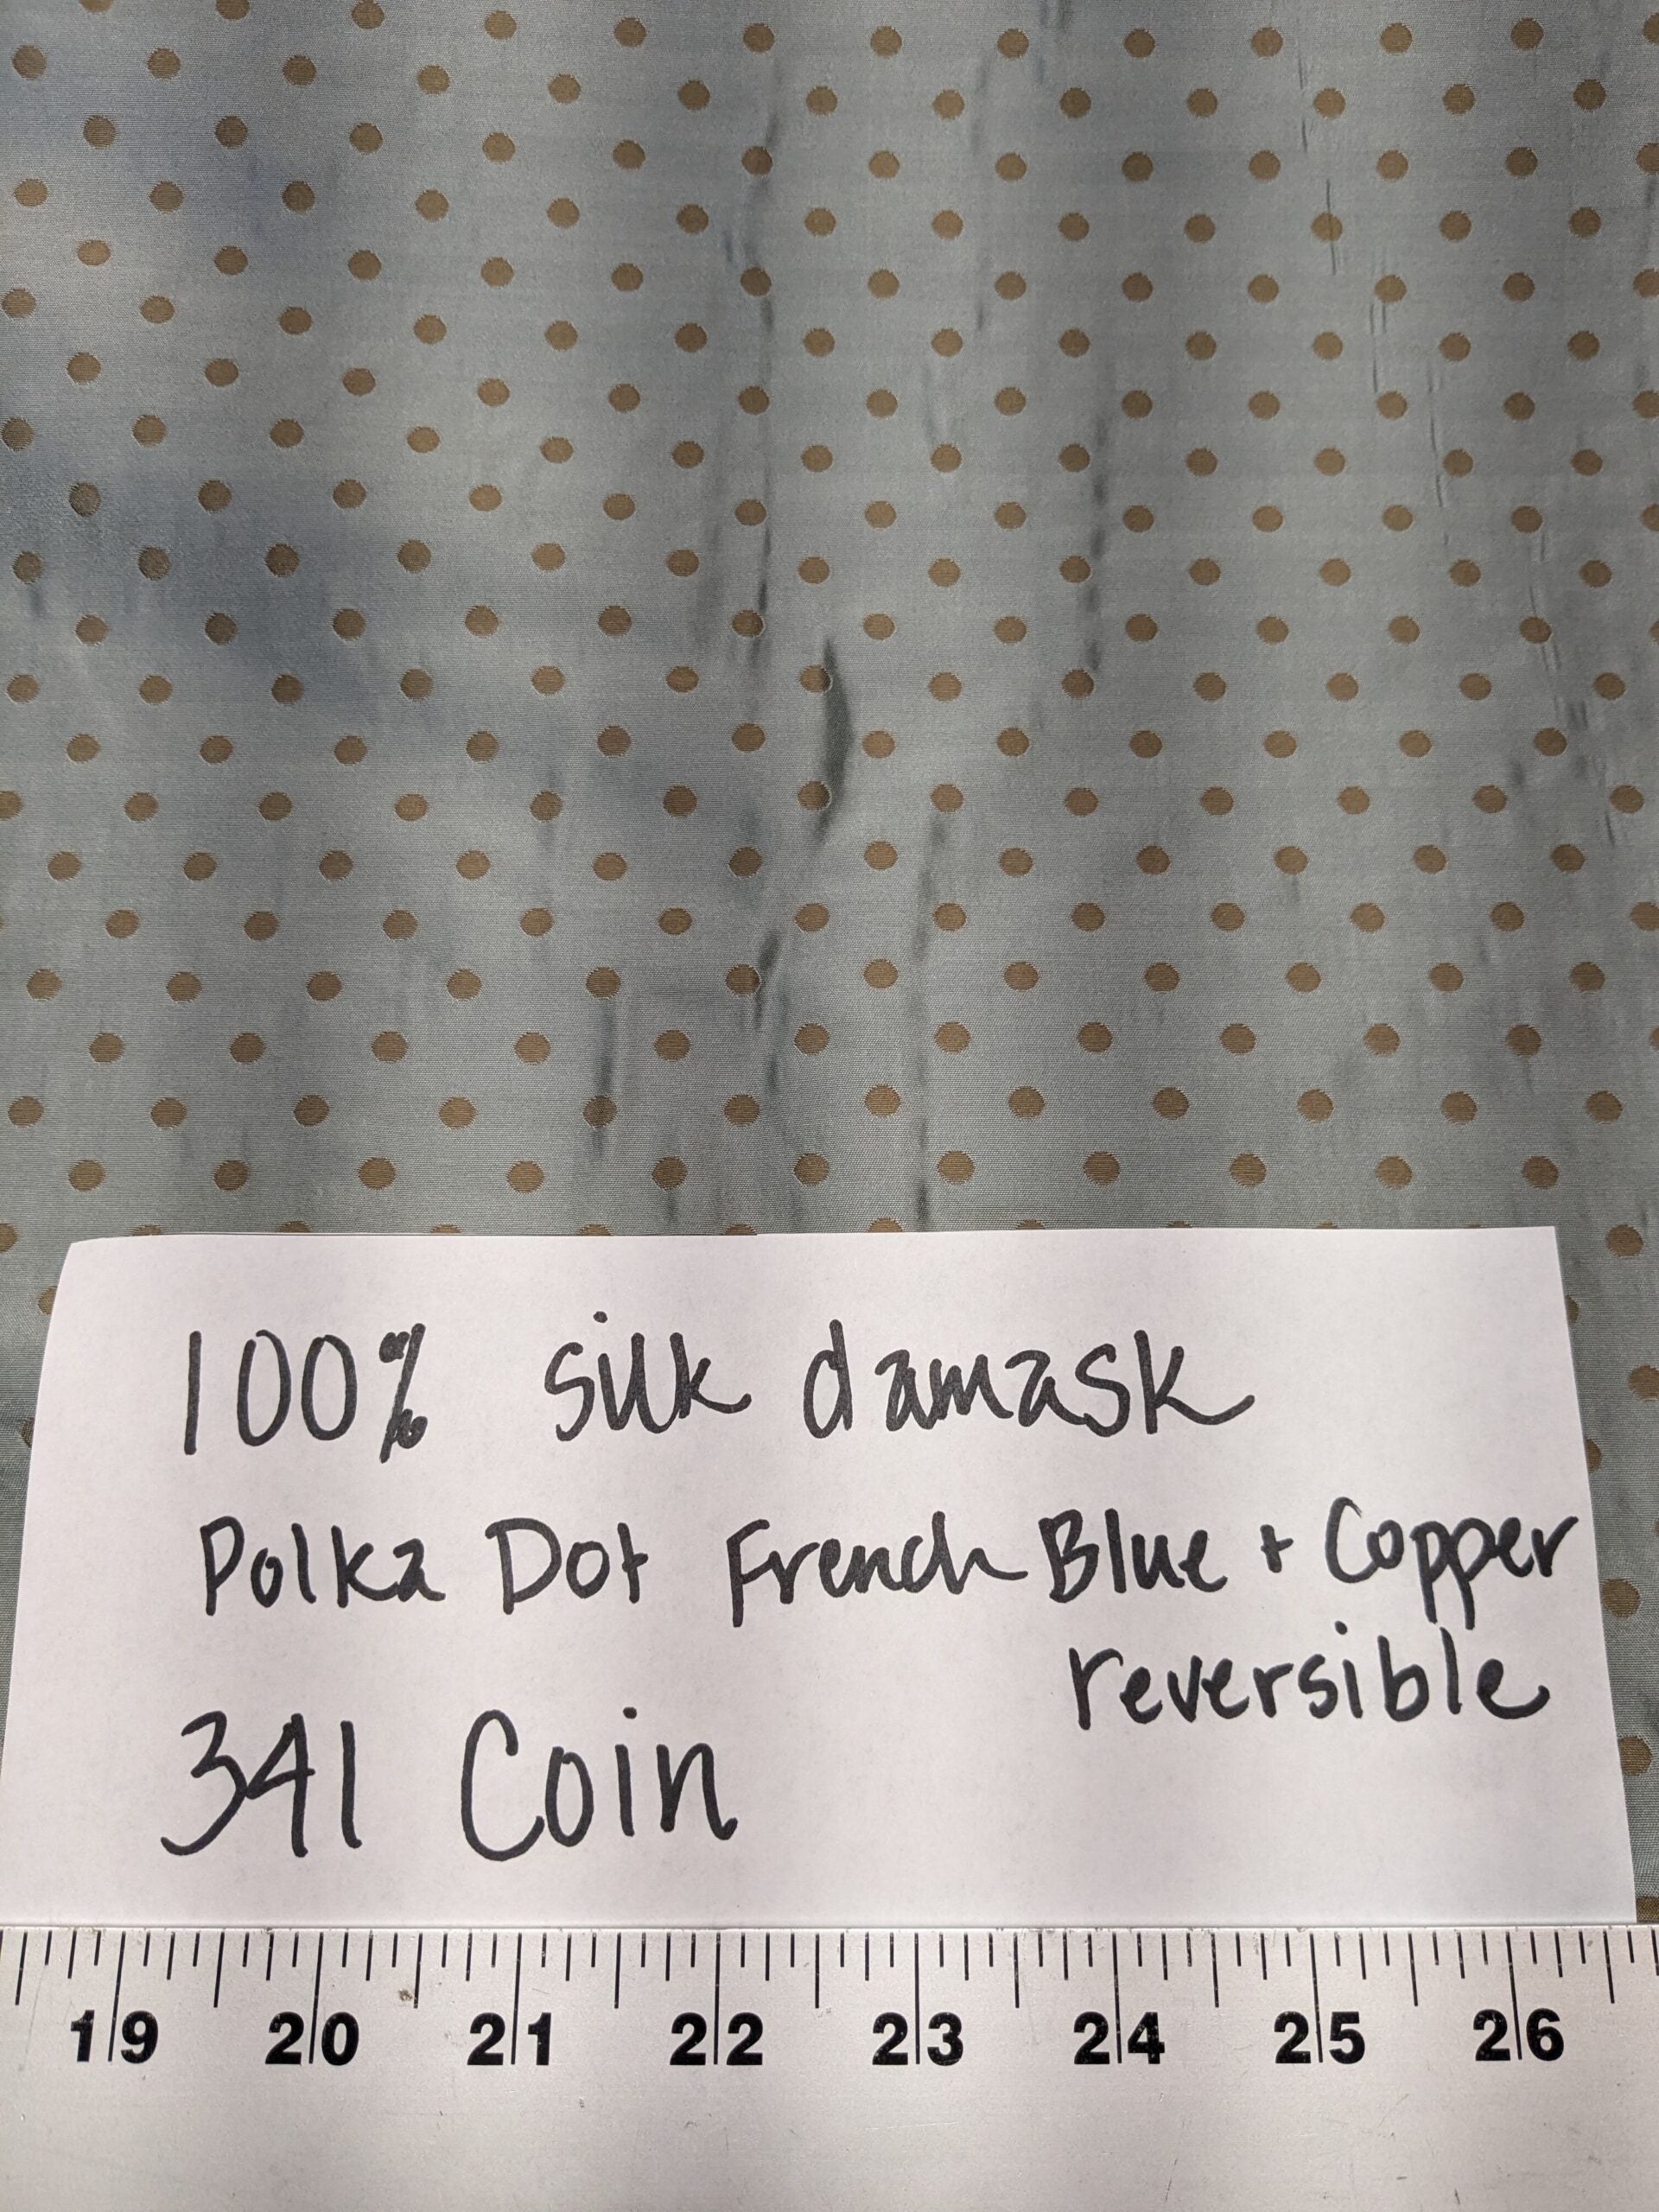 100% silk damask
Polka Dot French Blue + Copper
reversible
341 Coin
19 20 21 22 23 24 25 26